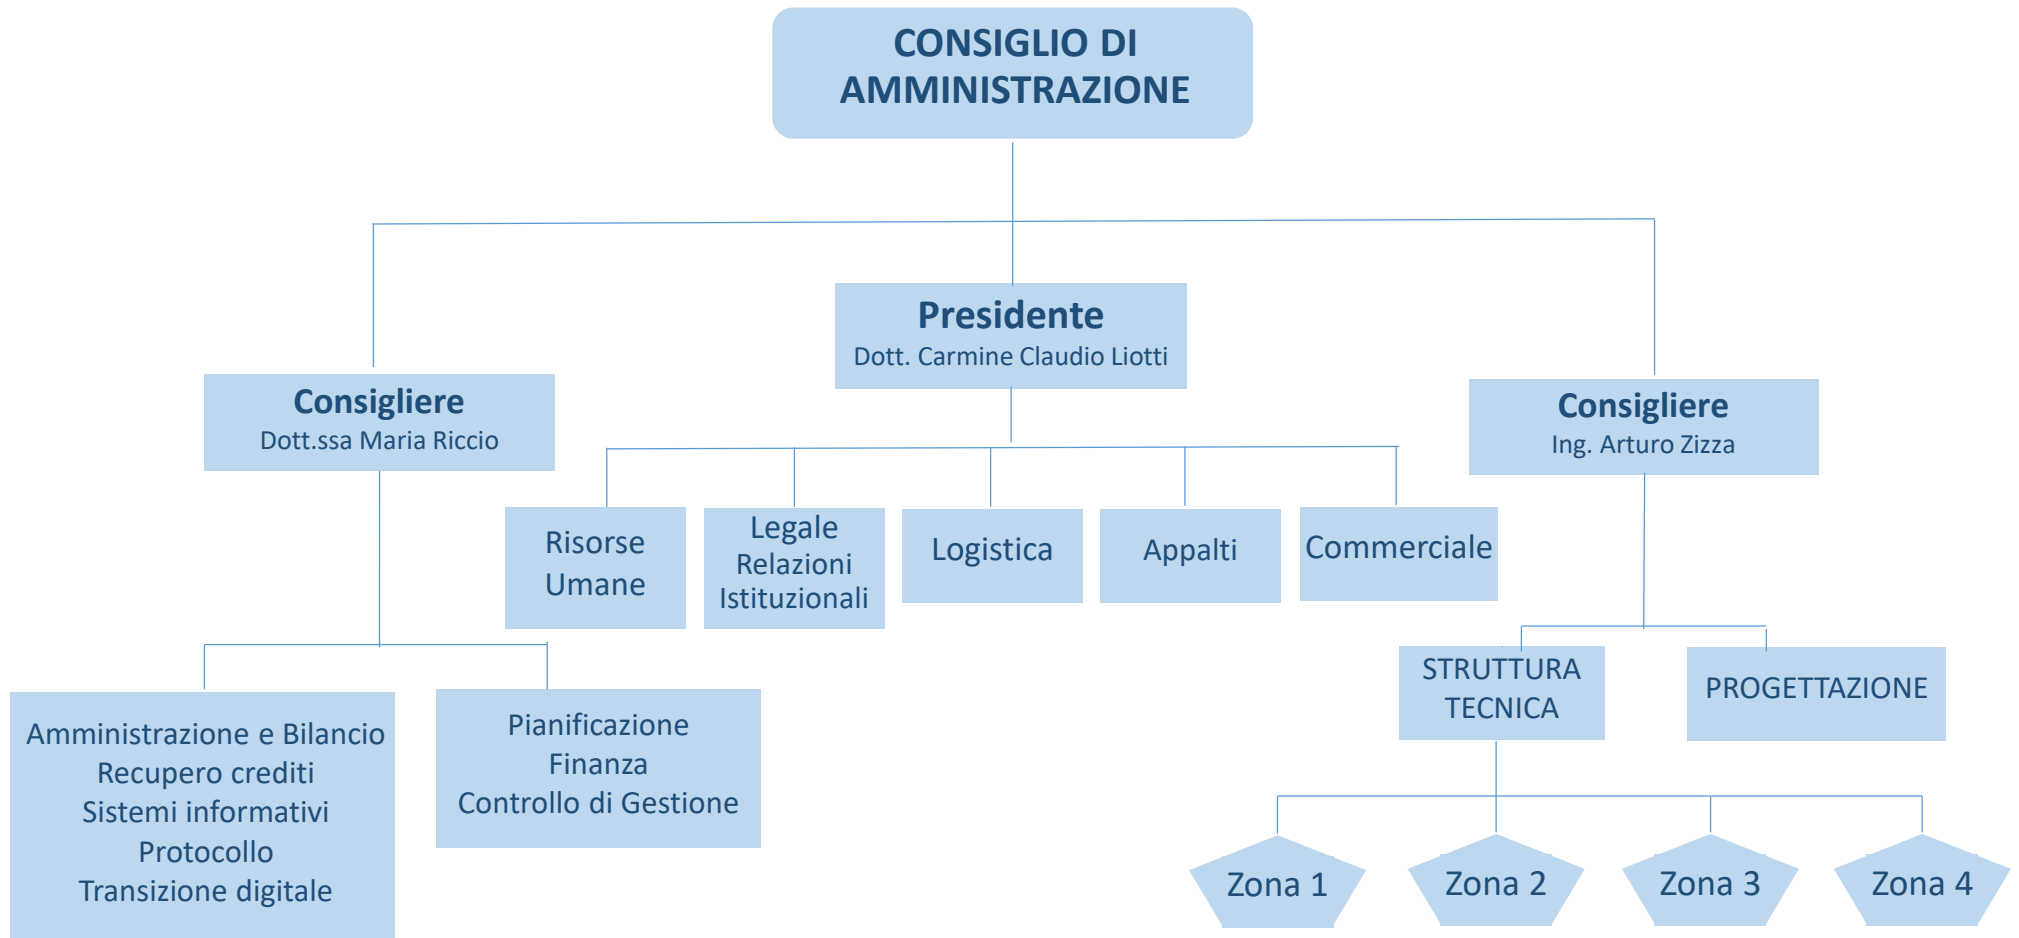 CONSIGLIO DI
AMMINISTRAZIONE
Presidente
Dott. Carmine Claudio Liotti
Consigliere
Dott.ssa Maria Riccio
Consigliere
Ing. Arturo Zizza
Risorse
Umane
Legale
Relazioni
Istituzionali
Logistica
Appalti
Commerciale
Amministrazione e Bilancio
Recupero crediti
Sistemi informativi
Protocollo
Transizione digitale
Pianificazione
Finanza
Controllo di Gestione
STRUTTURA
TECNICA
PROGETTAZIONE
Zona 1
Zona 2
Zona 3
Zona 4